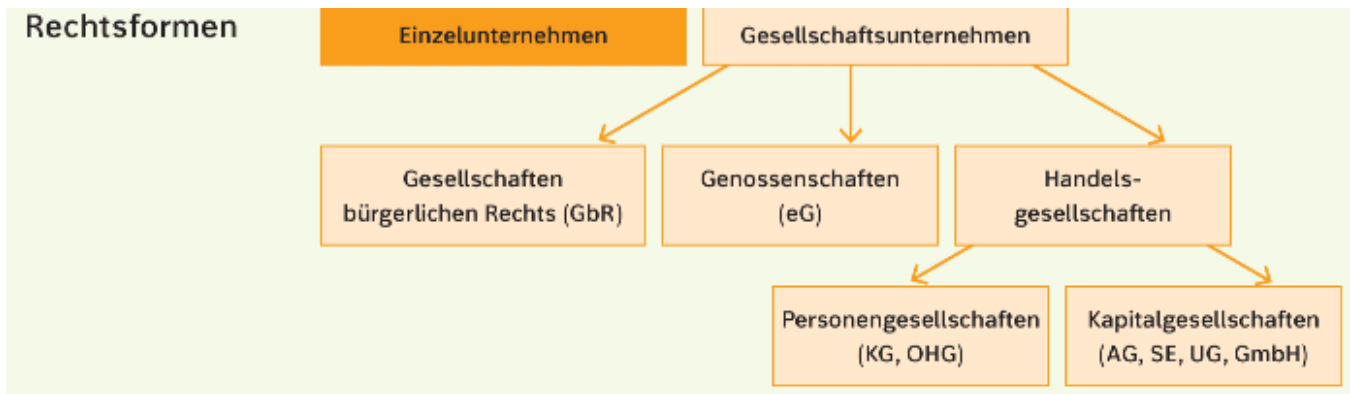 Rechtsformen
Einzelunternehmen
Gesellschaftsunternehmen
Gesellschaften
bürgerlichen Rechts (GbR)
Genossenschaften
(eG)
Handels-
gesellschaften
Personengesellschaften
(KG, OHG)
Kapitalgesellschaften
(AG, SE, UG, GmbH)